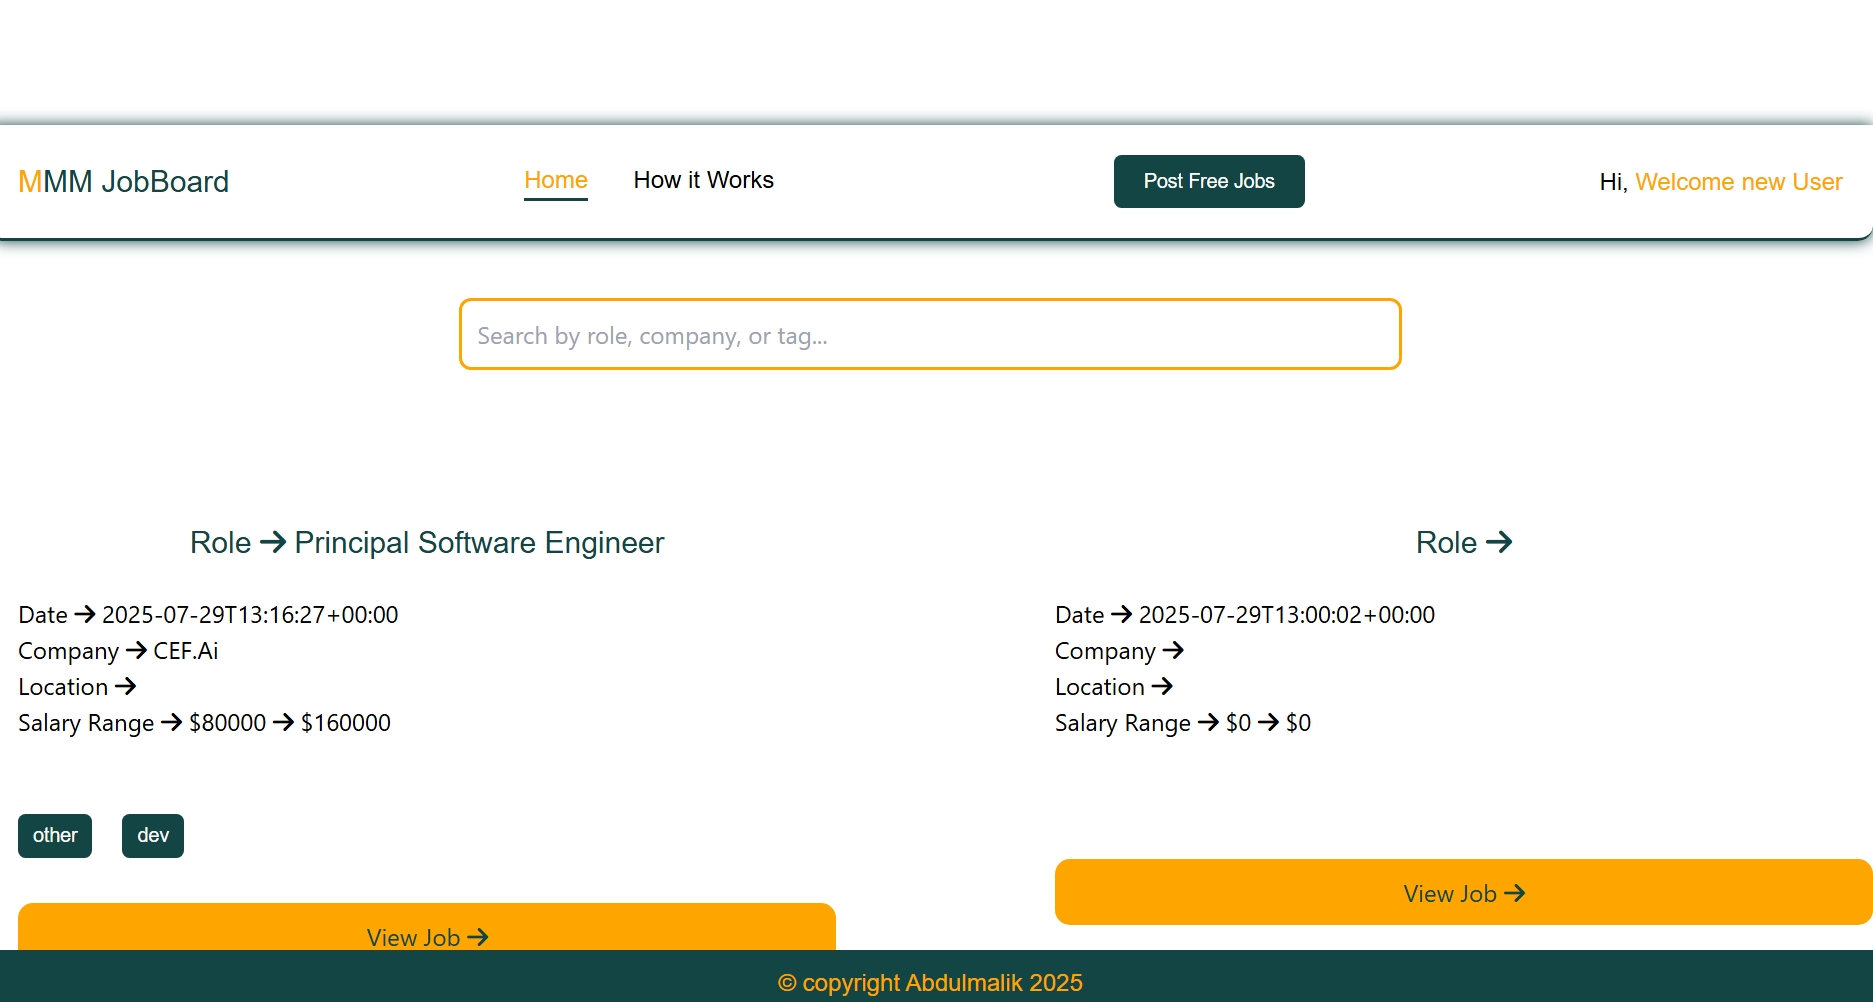 MMM JobBoard Home How it Works Post Free Jobs Hi, Welcome new User
Search by role, company, or tag...
Role → Principal Software Engineer
Date → 2025-07-29T13:16:27+00:00
Company → CEF.Ai
Location →
Salary Range → $80000 → $160000
other dev
View Job →
Role →
Date → 2025-07-29T13:00:02+00:00
Company →
Location →
Salary Range → $0 → $0
View Job →
© copyright Abdulmalik 2025